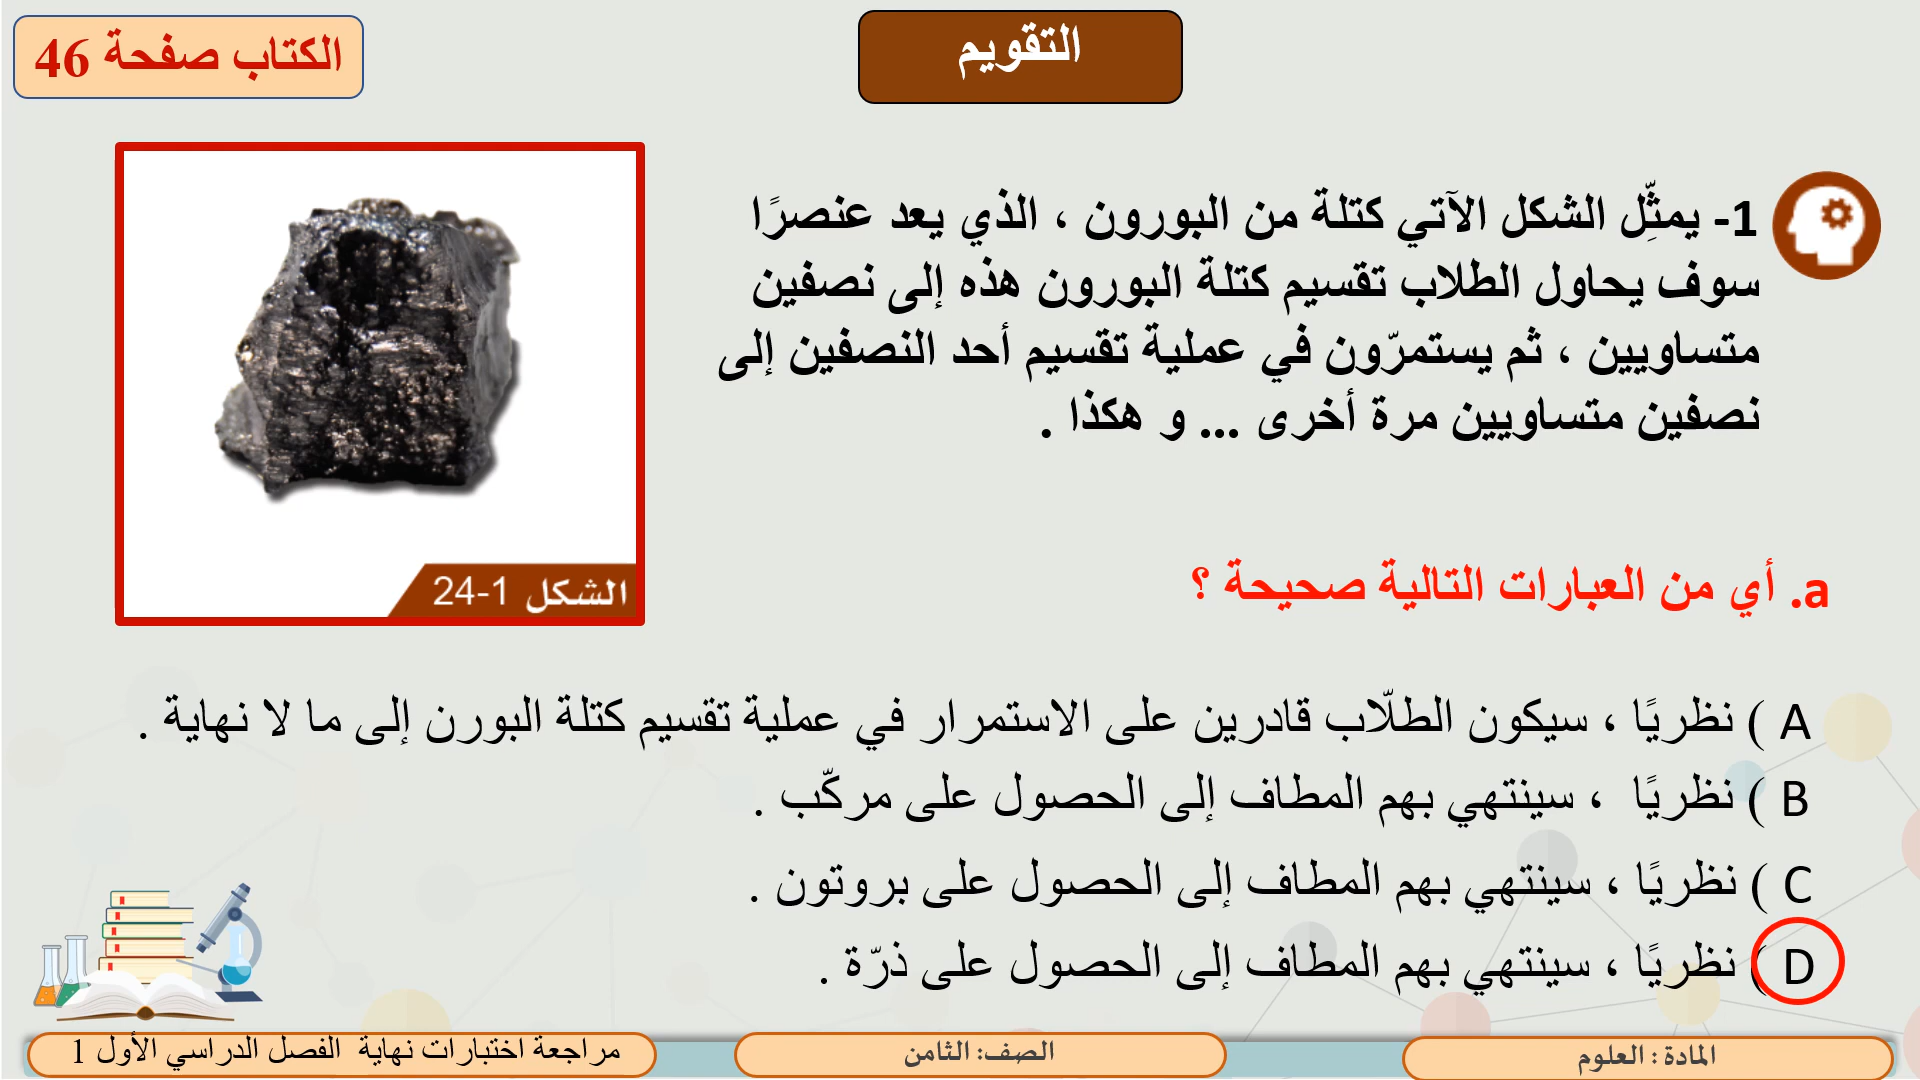 التقويم
الكتاب صفحة 46
1- يمثِّل الشكل الآتي كتلة من البورون ، الذي يعد عنصرًا
سوف يحاول الطلاب تقسيم كتلة البورون هذه إلى نصفين
متساويين ، ثم يستمرّون في عملية تقسيم أحد النصفين إلى
نصفين متساويين مرة أخرى ... و هكذا .
الشكل 1-24
a. أي من العبارات التالية صحيحة ؟
A ) نظريًا ، سيكون الطلّاب قادرين على الاستمرار في عملية تقسيم كتلة البورن إلى ما لا نهاية .
B ) نظريًا ، سينتهي بهم المطاف إلى الحصول على مركّب .
C ) نظريًا ، سينتهي بهم المطاف إلى الحصول على بروتون .
D ) نظريًا ، سينتهي بهم المطاف إلى الحصول على ذرّة .
المادة : العلوم
الصف: الثامن
مراجعة اختبارات نهاية الفصل الدراسي الأول 1